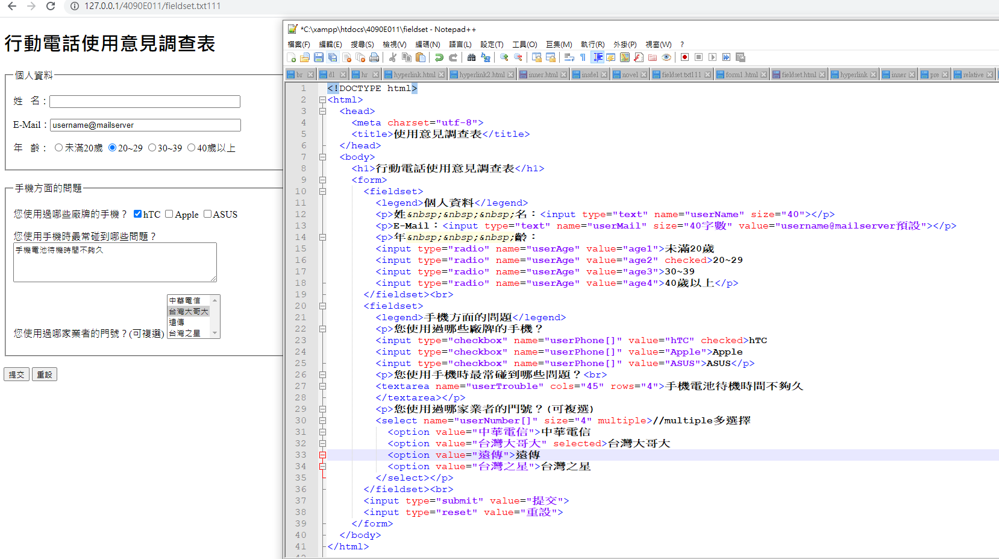 127.0.0.1/4090E011/fieldset.txt111
行動電話使用意見調查表
個人資料
姓 名：
E-Mail：username@mailserver
年 齡： 未滿20歲 20~29 30~39 40歲以上
手機方面的問題
您使用過哪些廠牌的手機？ hTC Apple ASUS
您使用手機時最常碰到哪些問題？
手機電池待機時間不夠久
中華電信
台灣大哥大
遠傳
您使用過哪家業者的門號？(可複選) 台灣之星
提交 重設
*C:\xampp\htdocs\4090E011\fieldset - Notepad++
檔案(F) 編輯(E) 搜尋(S) 檢視(V) 編碼(N) 語言(L) 設定(T) 工具(O) 巨集(M) 執行(R) 外掛(P) 視窗(W) ?
br dl hr hyperlink.html hyperlink2.html inner.html insdel novel fieldset.txt111 form1.html fieldset.html hyperlink inner pre relative
1 <!DOCTYPE html>
2 <html>
3 <head>
4 <meta charset="utf-8">
5 <title>使用意見調查表</title>
6 </head>
7 <body>
8 <h1>行動電話使用意見調查表</h1>
9 <form>
10 <fieldset>
11 <legend>個人資料</legend>
12 <p>姓&nbsp;&nbsp;&nbsp;名：<input type="text" name="userName" size="40"></p>
13 <p>E-Mail：<input type="text" name="userMail" size="40字數" value="username@mailserver預設"></p>
14 <p>年&nbsp;&nbsp;&nbsp;齡：
15 <input type="radio" name="userAge" value="age1">未滿20歲
16 <input type="radio" name="userAge" value="age2" checked>20~29
17 <input type="radio" name="userAge" value="age3">30~39
18 <input type="radio" name="userAge" value="age4">40歲以上</p>
19 </fieldset><br>
20 <fieldset>
21 <legend>手機方面的問題</legend>
22 <p>您使用過哪些廠牌的手機？
23 <input type="checkbox" name="userPhone[]" value="hTC" checked>hTC
24 <input type="checkbox" name="userPhone[]" value="Apple">Apple
25 <input type="checkbox" name="userPhone[]" value="ASUS">ASUS</p>
26 <p>您使用手機時最常碰到哪些問題？<br>
27 <textarea name="userTrouble" cols="45" rows="4">手機電池待機時間不夠久
28 </textarea></p>
29 <p>您使用過哪家業者的門號？(可複選)
30 <select name="userNumber[]" size="4" multiple>//multiple多選擇
31 <option value="中華電信">中華電信
32 <option value="台灣大哥大" selected>台灣大哥大
33 <option value="遠傳">遠傳
34 <option value="台灣之星">台灣之星
35 </select></p>
36 </fieldset><br>
37 <input type="submit" value="提交">
38 <input type="reset" value="重設">
39 </form>
40 </body>
41 </html>